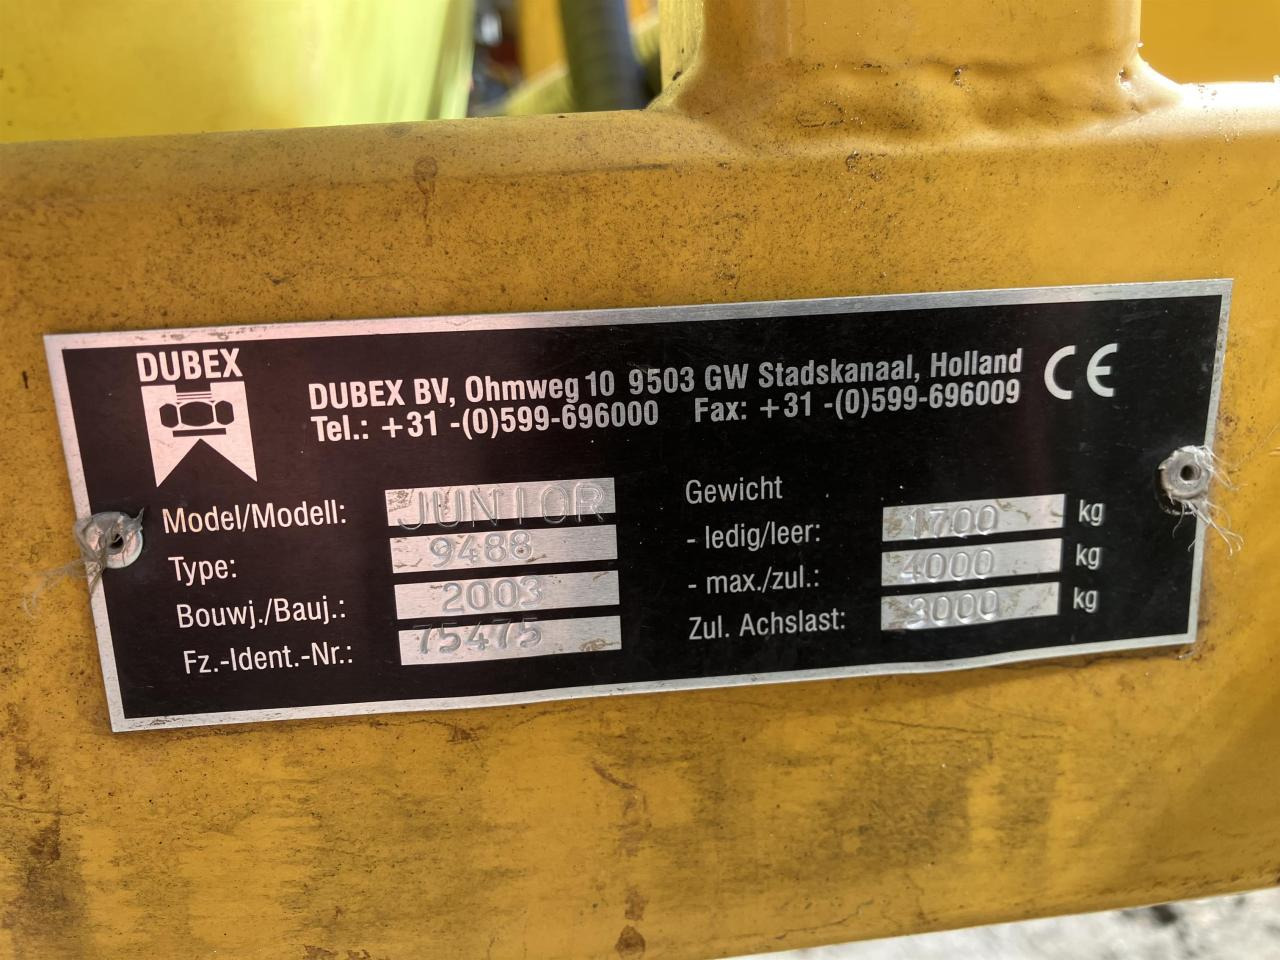 DUBEX
DUBEX BV, Ohmweg 10 9503 GW Stadskanaal, Holland
Tel.: +31 -(0)599-696000 Fax: +31 -(0)599-696009
CE
Model/Modell: JUNIOR
Type: 9488
Bouwj./Bauj.: 2003
Fz.-Ident.-Nr.: 75475
Gewicht
- ledig/leer: 1700 kg
- max./zul.: 4000 kg
Zul. Achslast: 3000 kg